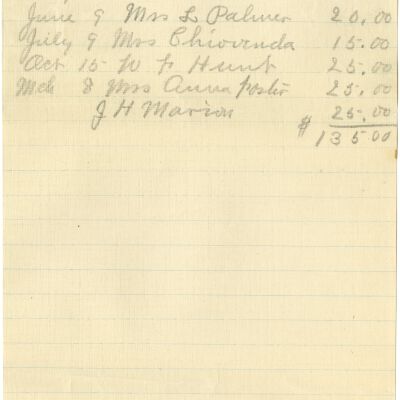 June 9 Mrs L Palmer 20.00
July 9 Mrs Chiovenda 15.00
Oct 15 W F Hunt 25.00
Mch 8 Mrs Anna Foster 25.00
J H Marion 25.00
$ 135.00